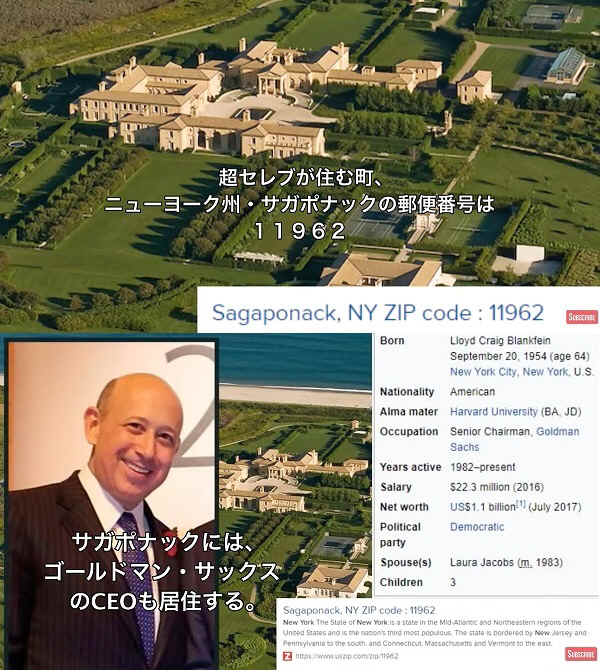 超セレブが住む町、
ニューヨーク州・サガポナックの郵便番号は
１１９６２
Sagaponack, NY ZIP code : 11962
SUBSCRIBE
Born Lloyd Craig Blankfein
September 20, 1954 (age 64)
New York City, New York, U.S.
Nationality American
Alma mater Harvard University (BA, JD)
Occupation Senior Chairman, Goldman
Sachs
Years active 1982–present
Salary $22.3 million (2016)
Net worth US$1.1 billion[1] (July 2017)
Political Democratic
party
Spouse(s) Laura Jacobs (m. 1983)
Children 3
2
サガポナックには、
ゴールドマン・サックス
のCEOも居住する。
Sagaponack, NY ZIP code : 11962
New York The State of New York is a state in the Mid-Atlantic and Northeastern regions of the
United States and is the nation's third most populous. The state is bordered by New Jersey and
Pennsylvania to the south, and Connecticut, Massachusetts and Vermont to the east.
Z https://www.uszip.com/zip/11962
SUBSCRIBE